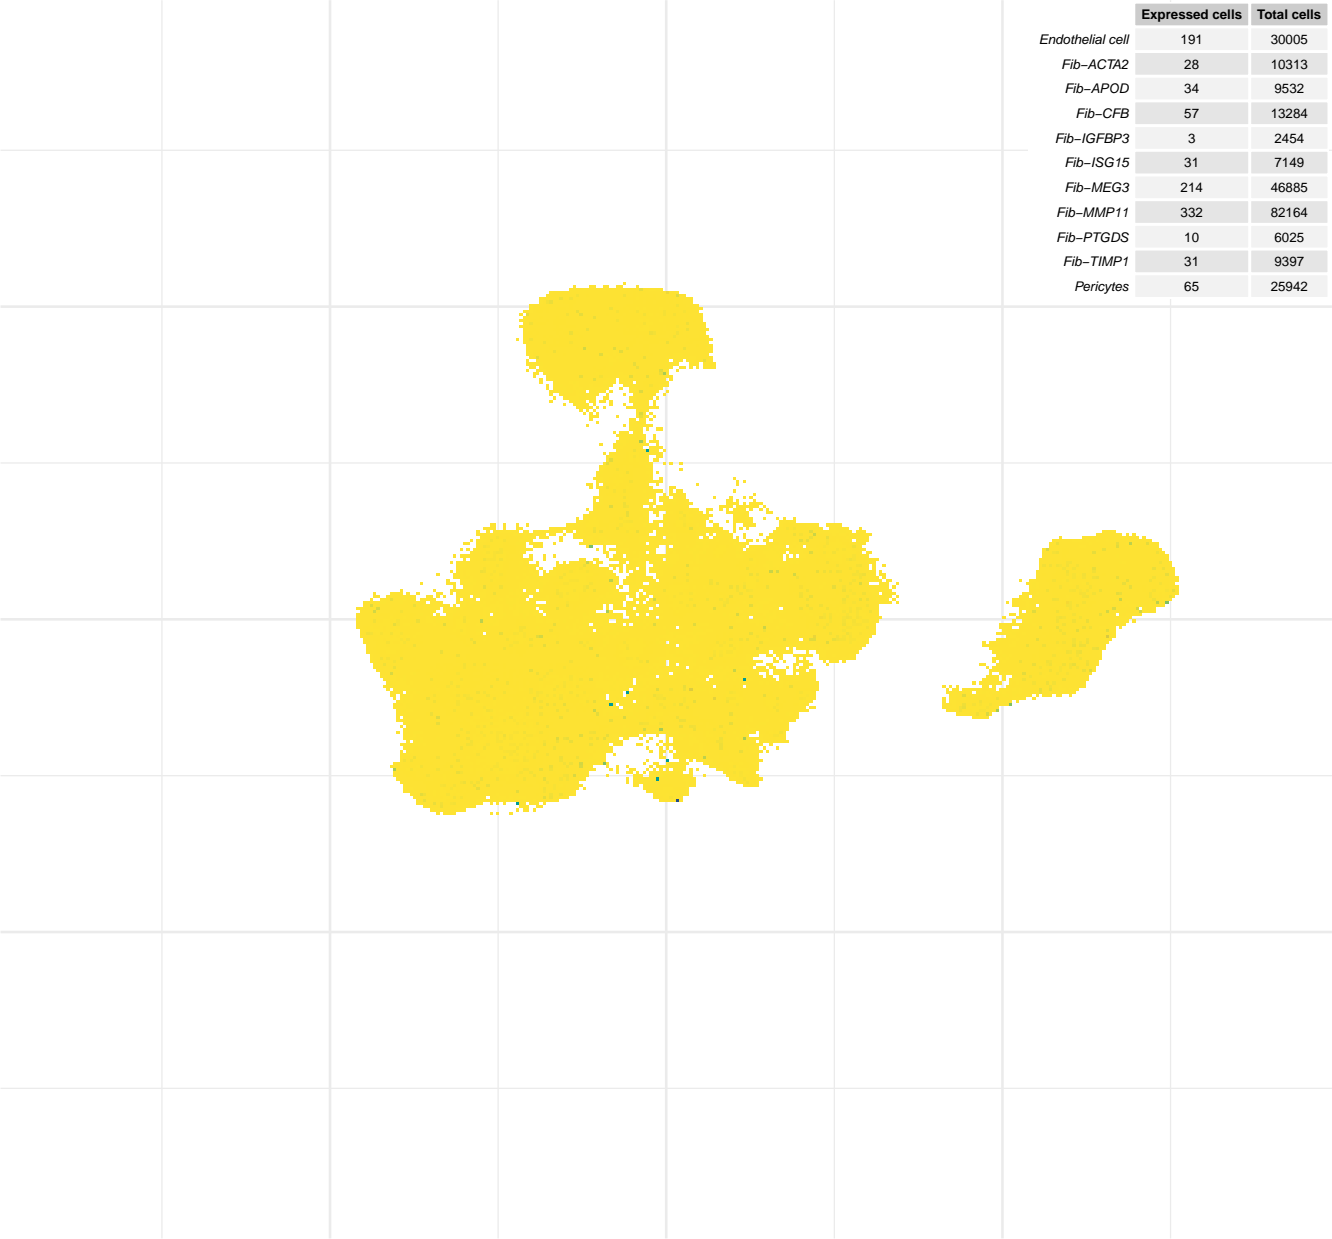 Expressed cells Total cells
Endothelial cell 191 30005
Fib−ACTA2 28 10313
Fib−APOD 34 9532
Fib−CFB 57 13284
Fib−IGFBP3 3 2454
Fib−ISG15 31 7149
Fib−MEG3 214 46885
Fib−MMP11 332 82164
Fib−PTGDS 10 6025
Fib−TIMP1 31 9397
Pericytes 65 25942